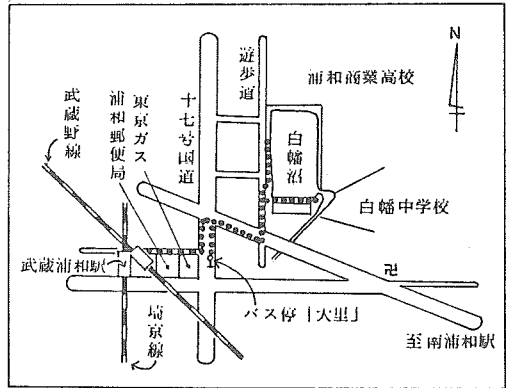 N
浦和商業高校
遊歩道
白幡沼
白幡中学校
十七号国道
東京ガス
浦和郵便局
武蔵野線
武蔵浦和駅
埼京線
バス停「大里」
卍
至南浦和駅